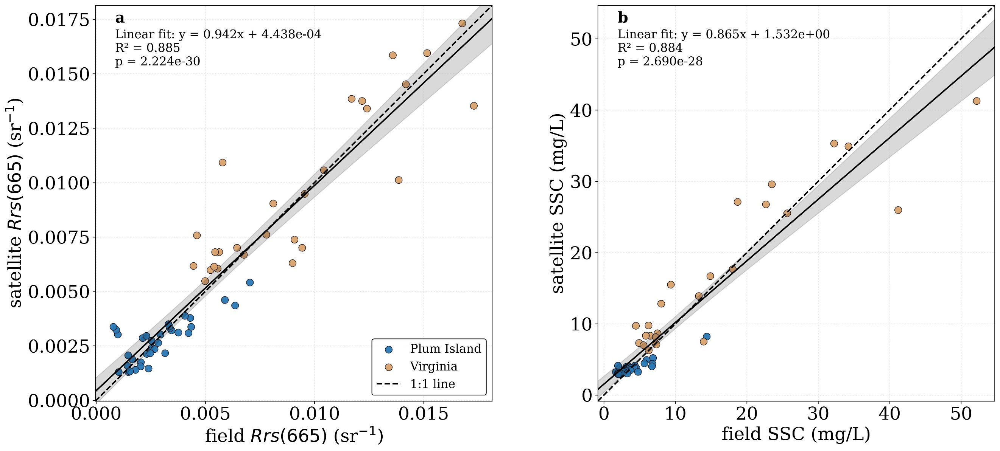 a
Linear fit: y = 0.942x + 4.438e-04
R² = 0.885
p = 2.224e-30
0.0175
0.0150
0.0125
0.0100
0.0075
0.0050
0.0025
0.0000
satellite Rrs(665) (sr⁻¹)
Plum Island
Virginia
1:1 line
0.000 0.005 0.010 0.015
field Rrs(665) (sr⁻¹)
b
Linear fit: y = 0.865x + 1.532e+00
R² = 0.884
p = 2.690e-28
50
40
30
20
10
0
satellite SSC (mg/L)
0 10 20 30 40 50
field SSC (mg/L)